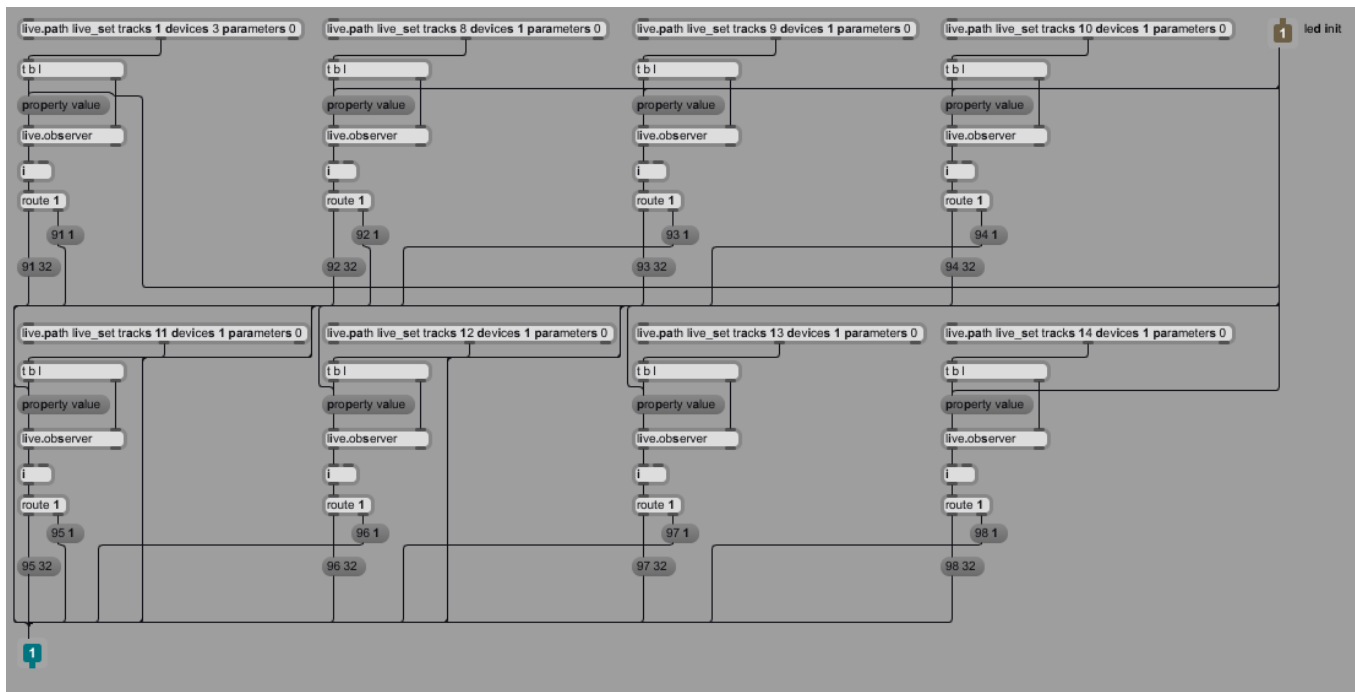 live.path live_set tracks 1 devices 3 parameters 0
live.path live_set tracks 8 devices 1 parameters 0
live.path live_set tracks 9 devices 1 parameters 0
live.path live_set tracks 10 devices 1 parameters 0
1
led init
t b l
t b l
t b l
t b l
property value
property value
property value
property value
live.observer
live.observer
live.observer
live.observer
i
i
i
i
route 1
route 1
route 1
route 1
91 1
92 1
93 1
94 1
91 32
92 32
93 32
94 32
live.path live_set tracks 11 devices 1 parameters 0
live.path live_set tracks 12 devices 1 parameters 0
live.path live_set tracks 13 devices 1 parameters 0
live.path live_set tracks 14 devices 1 parameters 0
t b l
t b l
t b l
t b l
property value
property value
property value
property value
live.observer
live.observer
live.observer
live.observer
i
i
i
i
route 1
route 1
route 1
route 1
95 1
96 1
97 1
98 1
95 32
96 32
97 32
98 32
1